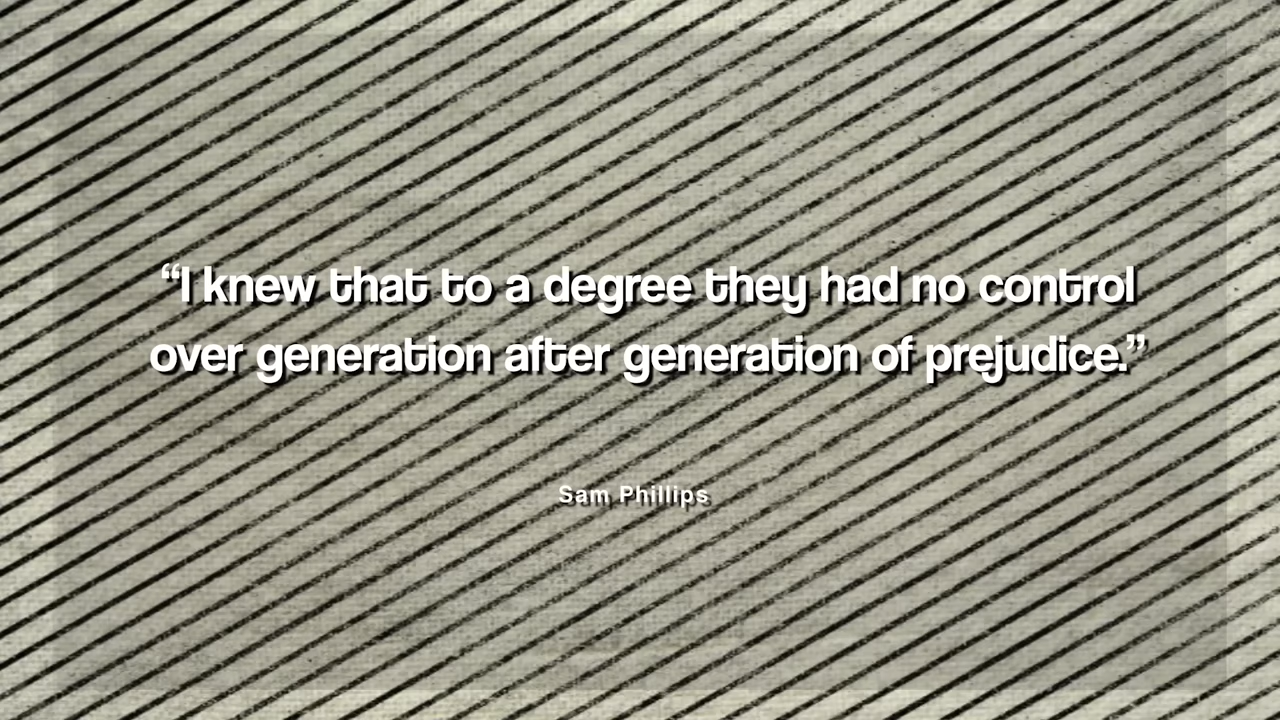 “I knew that to a degree they had no control
over generation after generation of prejudice.”
Sam Phillips